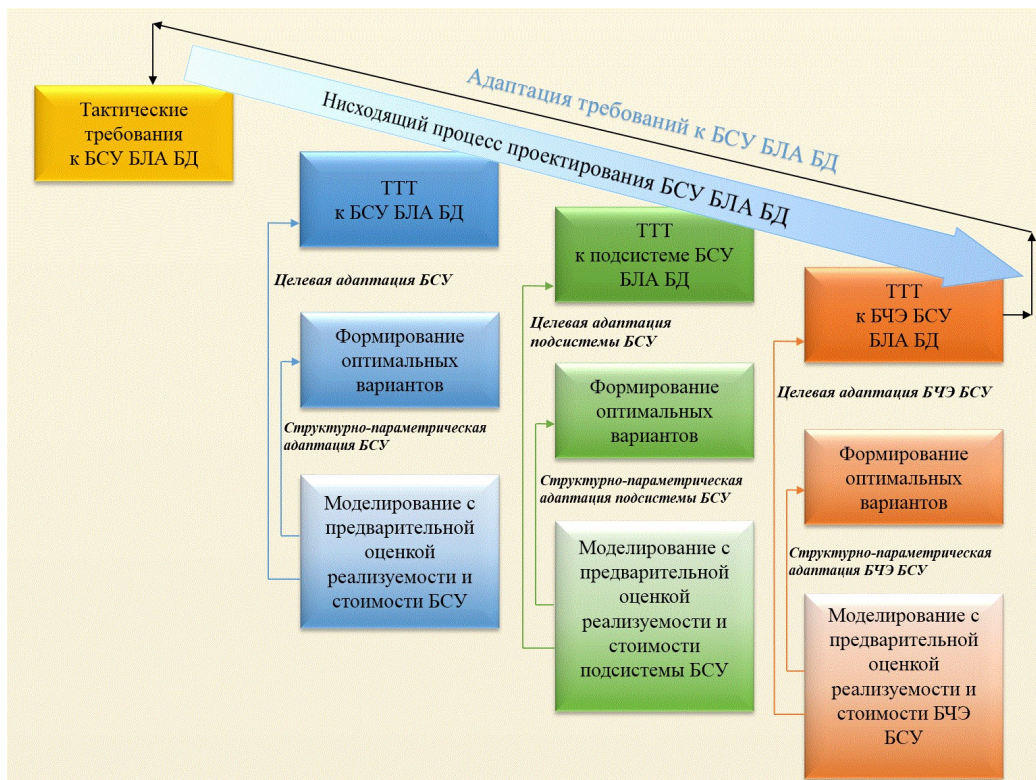 Адаптация требований к БСУ БЛА БД
Нисходящий процесс проектирования БСУ БЛА БД
Тактические
требования
к БСУ БЛА БД
ТТТ
к БСУ БЛА БД
Целевая адаптация БСУ
Формирование
оптимальных
вариантов
Структурно-параметрическая
адаптация БСУ
Моделирование с
предварительной
оценкой
реализуемости и
стоимости БСУ
ТТТ
к подсистеме БСУ
БЛА БД
Целевая адаптация
подсистемы БСУ
Формирование
оптимальных
вариантов
Структурно-параметрическая
адаптация подсистемы БСУ
Моделирование с
предварительной
оценкой
реализуемости и
стоимости
подсистемы БСУ
ТТТ
к БЧЭ БСУ
БЛА БД
Целевая адаптация БЧЭ БСУ
Формирование
оптимальных
вариантов
Структурно-параметрическая
адаптация БЧЭ БСУ
Моделирование с
предварительной
оценкой
реализуемости и
стоимости БЧЭ
БСУ